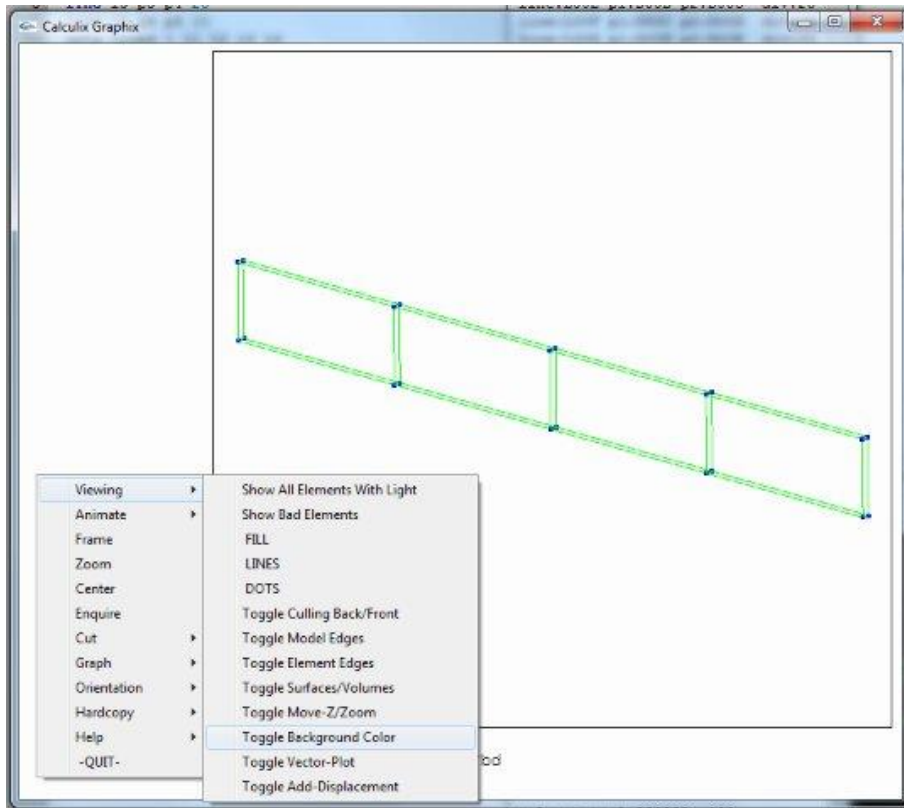 Calculix Graphix
Viewing
Animate
Frame
Zoom
Center
Enquire
Cut
Graph
Orientation
Hardcopy
Help
-QUIT-
Show All Elements With Light
Show Bad Elements
FILL
LINES
DOTS
Toggle Culling Back/Front
Toggle Model Edges
Toggle Element Edges
Toggle Surfaces/Volumes
Toggle Move-Z/Zoom
Toggle Background Color
Toggle Vector-Plot
Toggle Add-Displacement